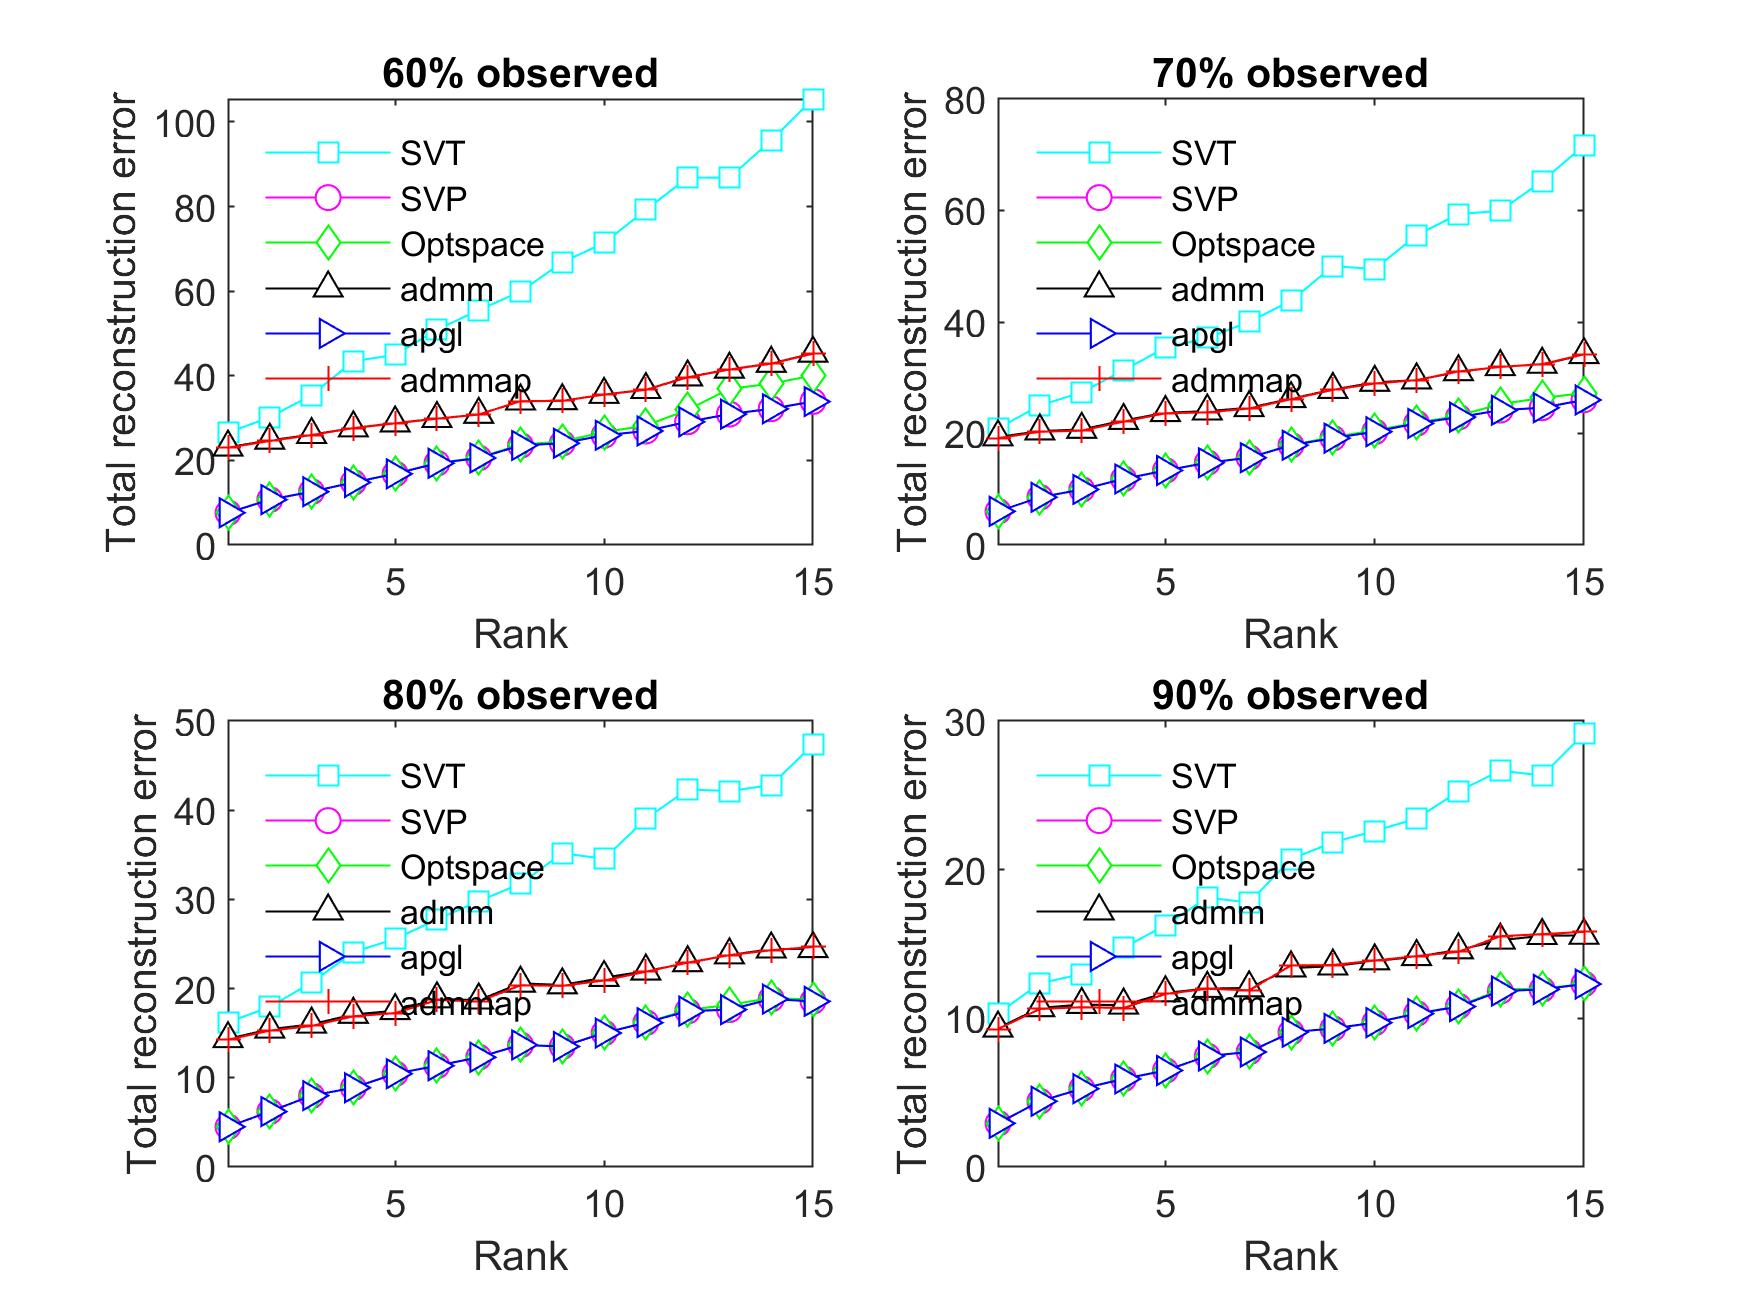 60% observed
Total reconstruction error
100
80
60
40
20
0
SVT
SVP
Optspace
admm
apgl
admmap
5 10 15
Rank
70% observed
Total reconstruction error
80
60
40
20
0
SVT
SVP
Optspace
admm
apgl
admmap
5 10 15
Rank
80% observed
Total reconstruction error
50
40
30
20
10
0
SVT
SVP
Optspace
admm
apgl
admmap
5 10 15
Rank
90% observed
Total reconstruction error
30
20
10
0
SVT
SVP
Optspace
admm
apgl
admmap
5 10 15
Rank